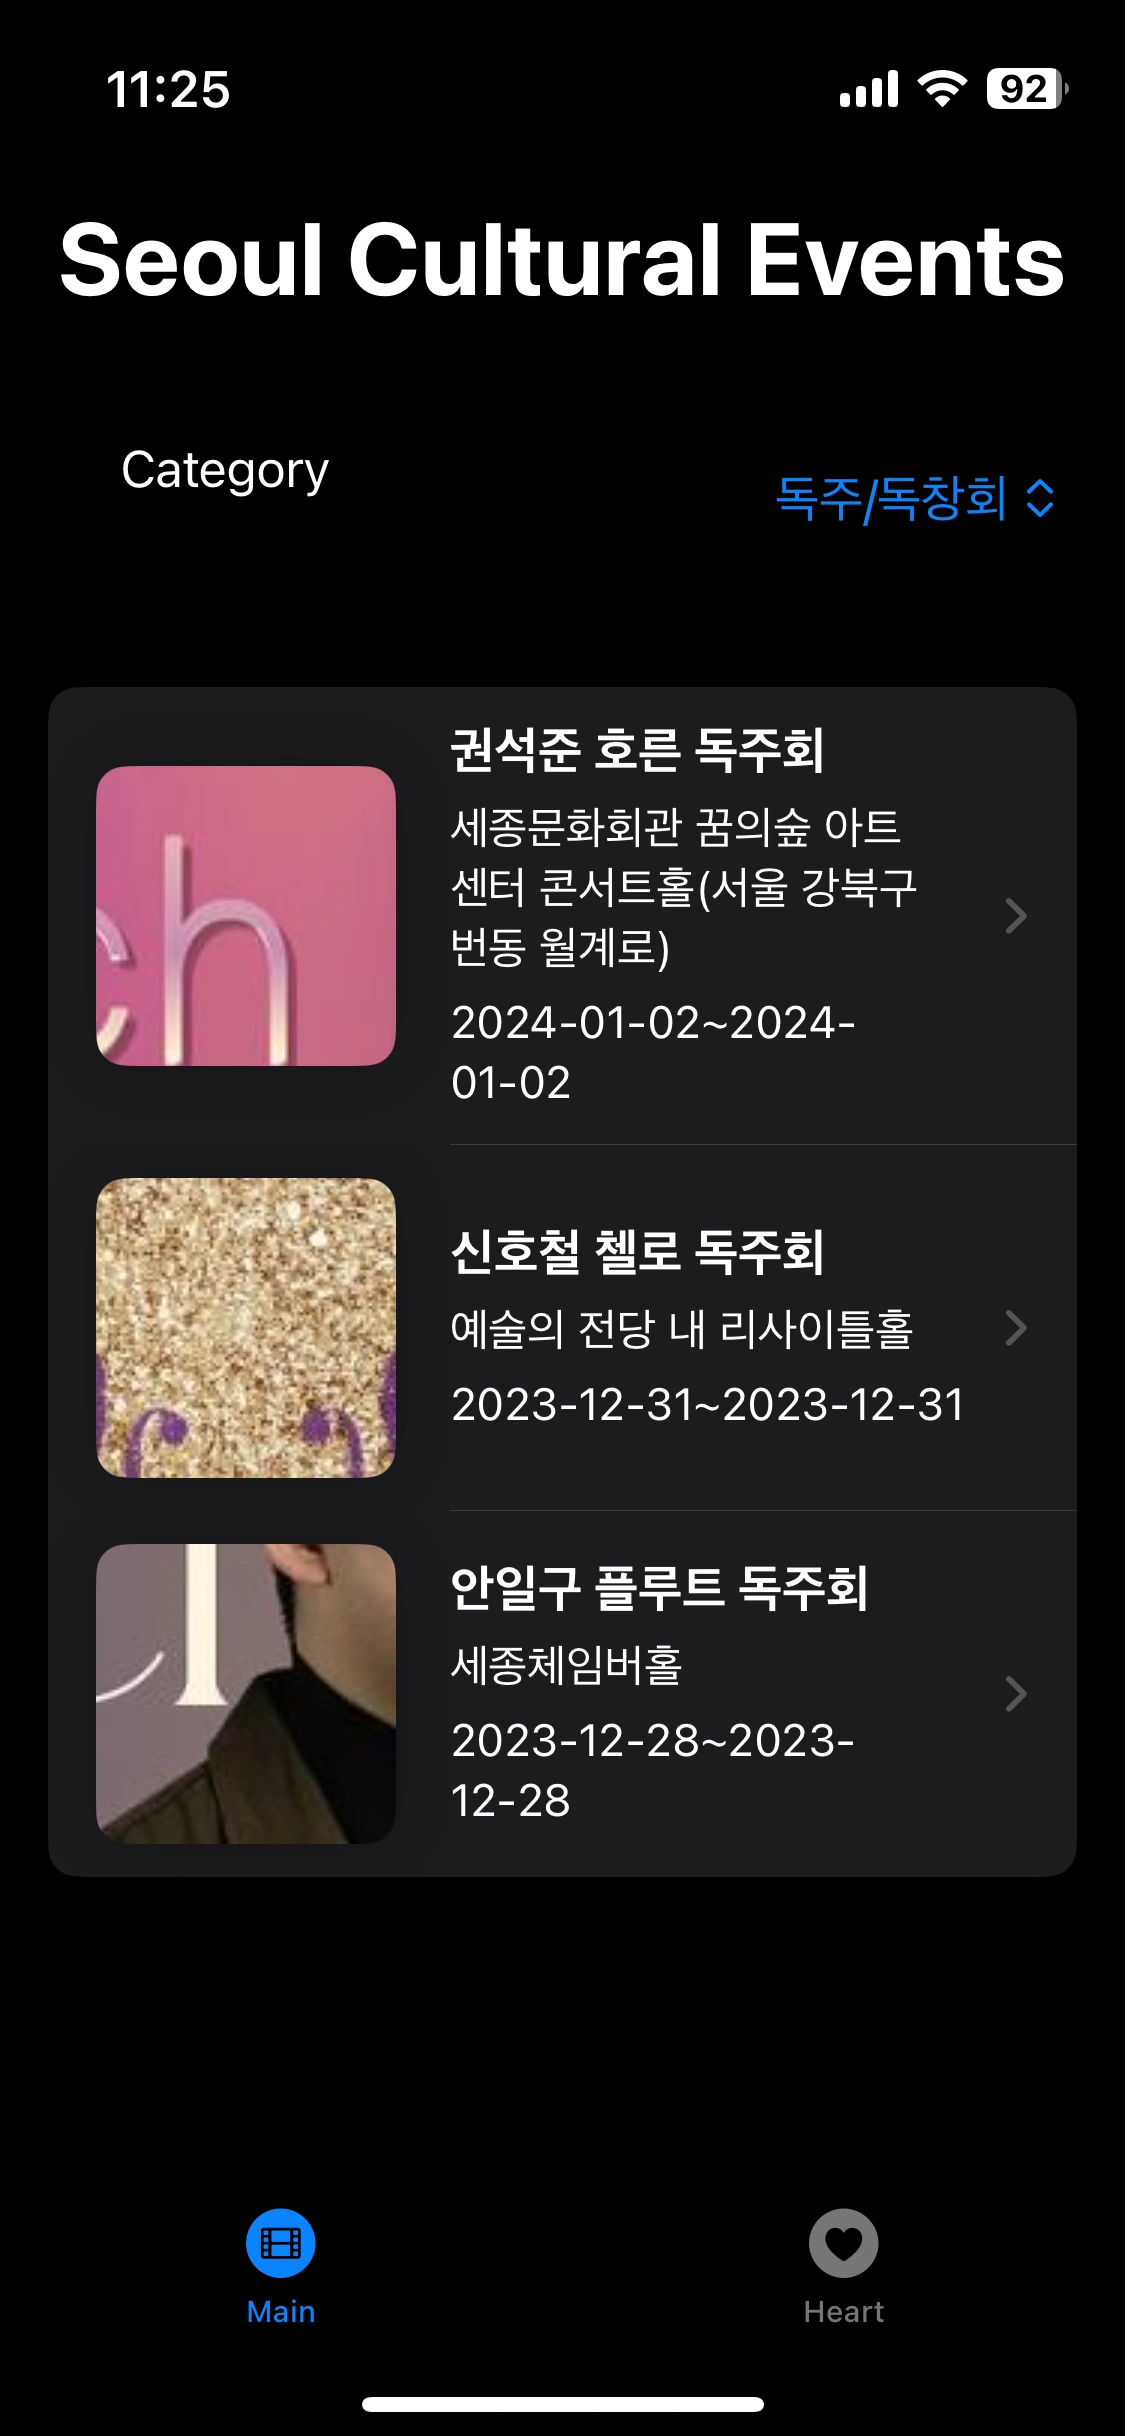 11:25
92
Seoul Cultural Events
Category
독주/독창회
ch
권석준 호른 독주회
세종문화회관 꿈의숲 아트
센터 콘서트홀(서울 강북구
번동 월계로)
2024-01-02~2024-
01-02
신호철 첼로 독주회
예술의 전당 내 리사이틀홀
2023-12-31~2023-12-31
안일구 플루트 독주회
세종체임버홀
2023-12-28~2023-
12-28
Main
Heart